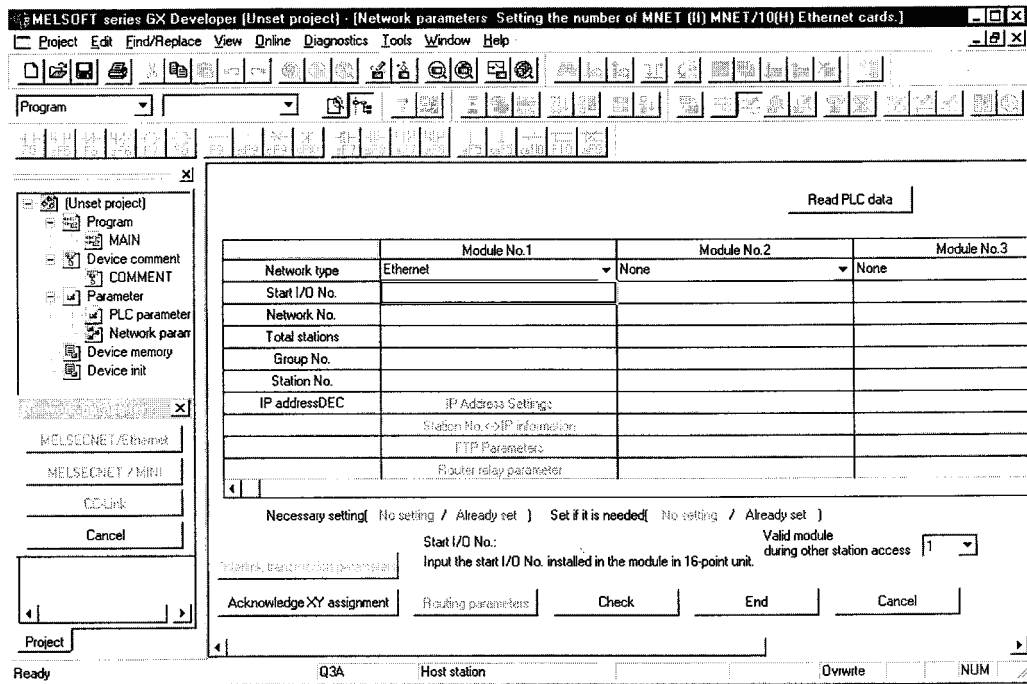 MELSOFT series GX Developer (Unset project) - [Network parameters Setting the number of MNET (II) MNET/10(H) Ethernet cards.]
Project Edit Find/Replace View Online Diagnostics Tools Window Help
Program
(Unset project)
Program
MAIN
Device comment
COMMENT
Parameter
PLC parameter
Network param
Device memory
Device init
MELSECNET/Ethernet
MELSECNET /MINI
CC-Link
Cancel
Project
Read PLC data
Module No.1 Module No.2 Module No.3
Network type Ethernet None None
Start I/O No.
Network No.
Total stations
Group No.
Station No.
IP addressDEC IP Address Settings
Station No.<->IP information
FTP Parameters
Router relay parameter
Necessary setting( No setting / Already set ) Set if it is needed( No setting / Already set )
Start I/O No.:
Input the start I/O No. installed in the module in 16-point unit.
Valid module
during other station access 1
Interlink transmission parameters
Acknowledge XY assignment Routing parameters Check End Cancel
Ready Q3A Host station Ovrwrite NUM